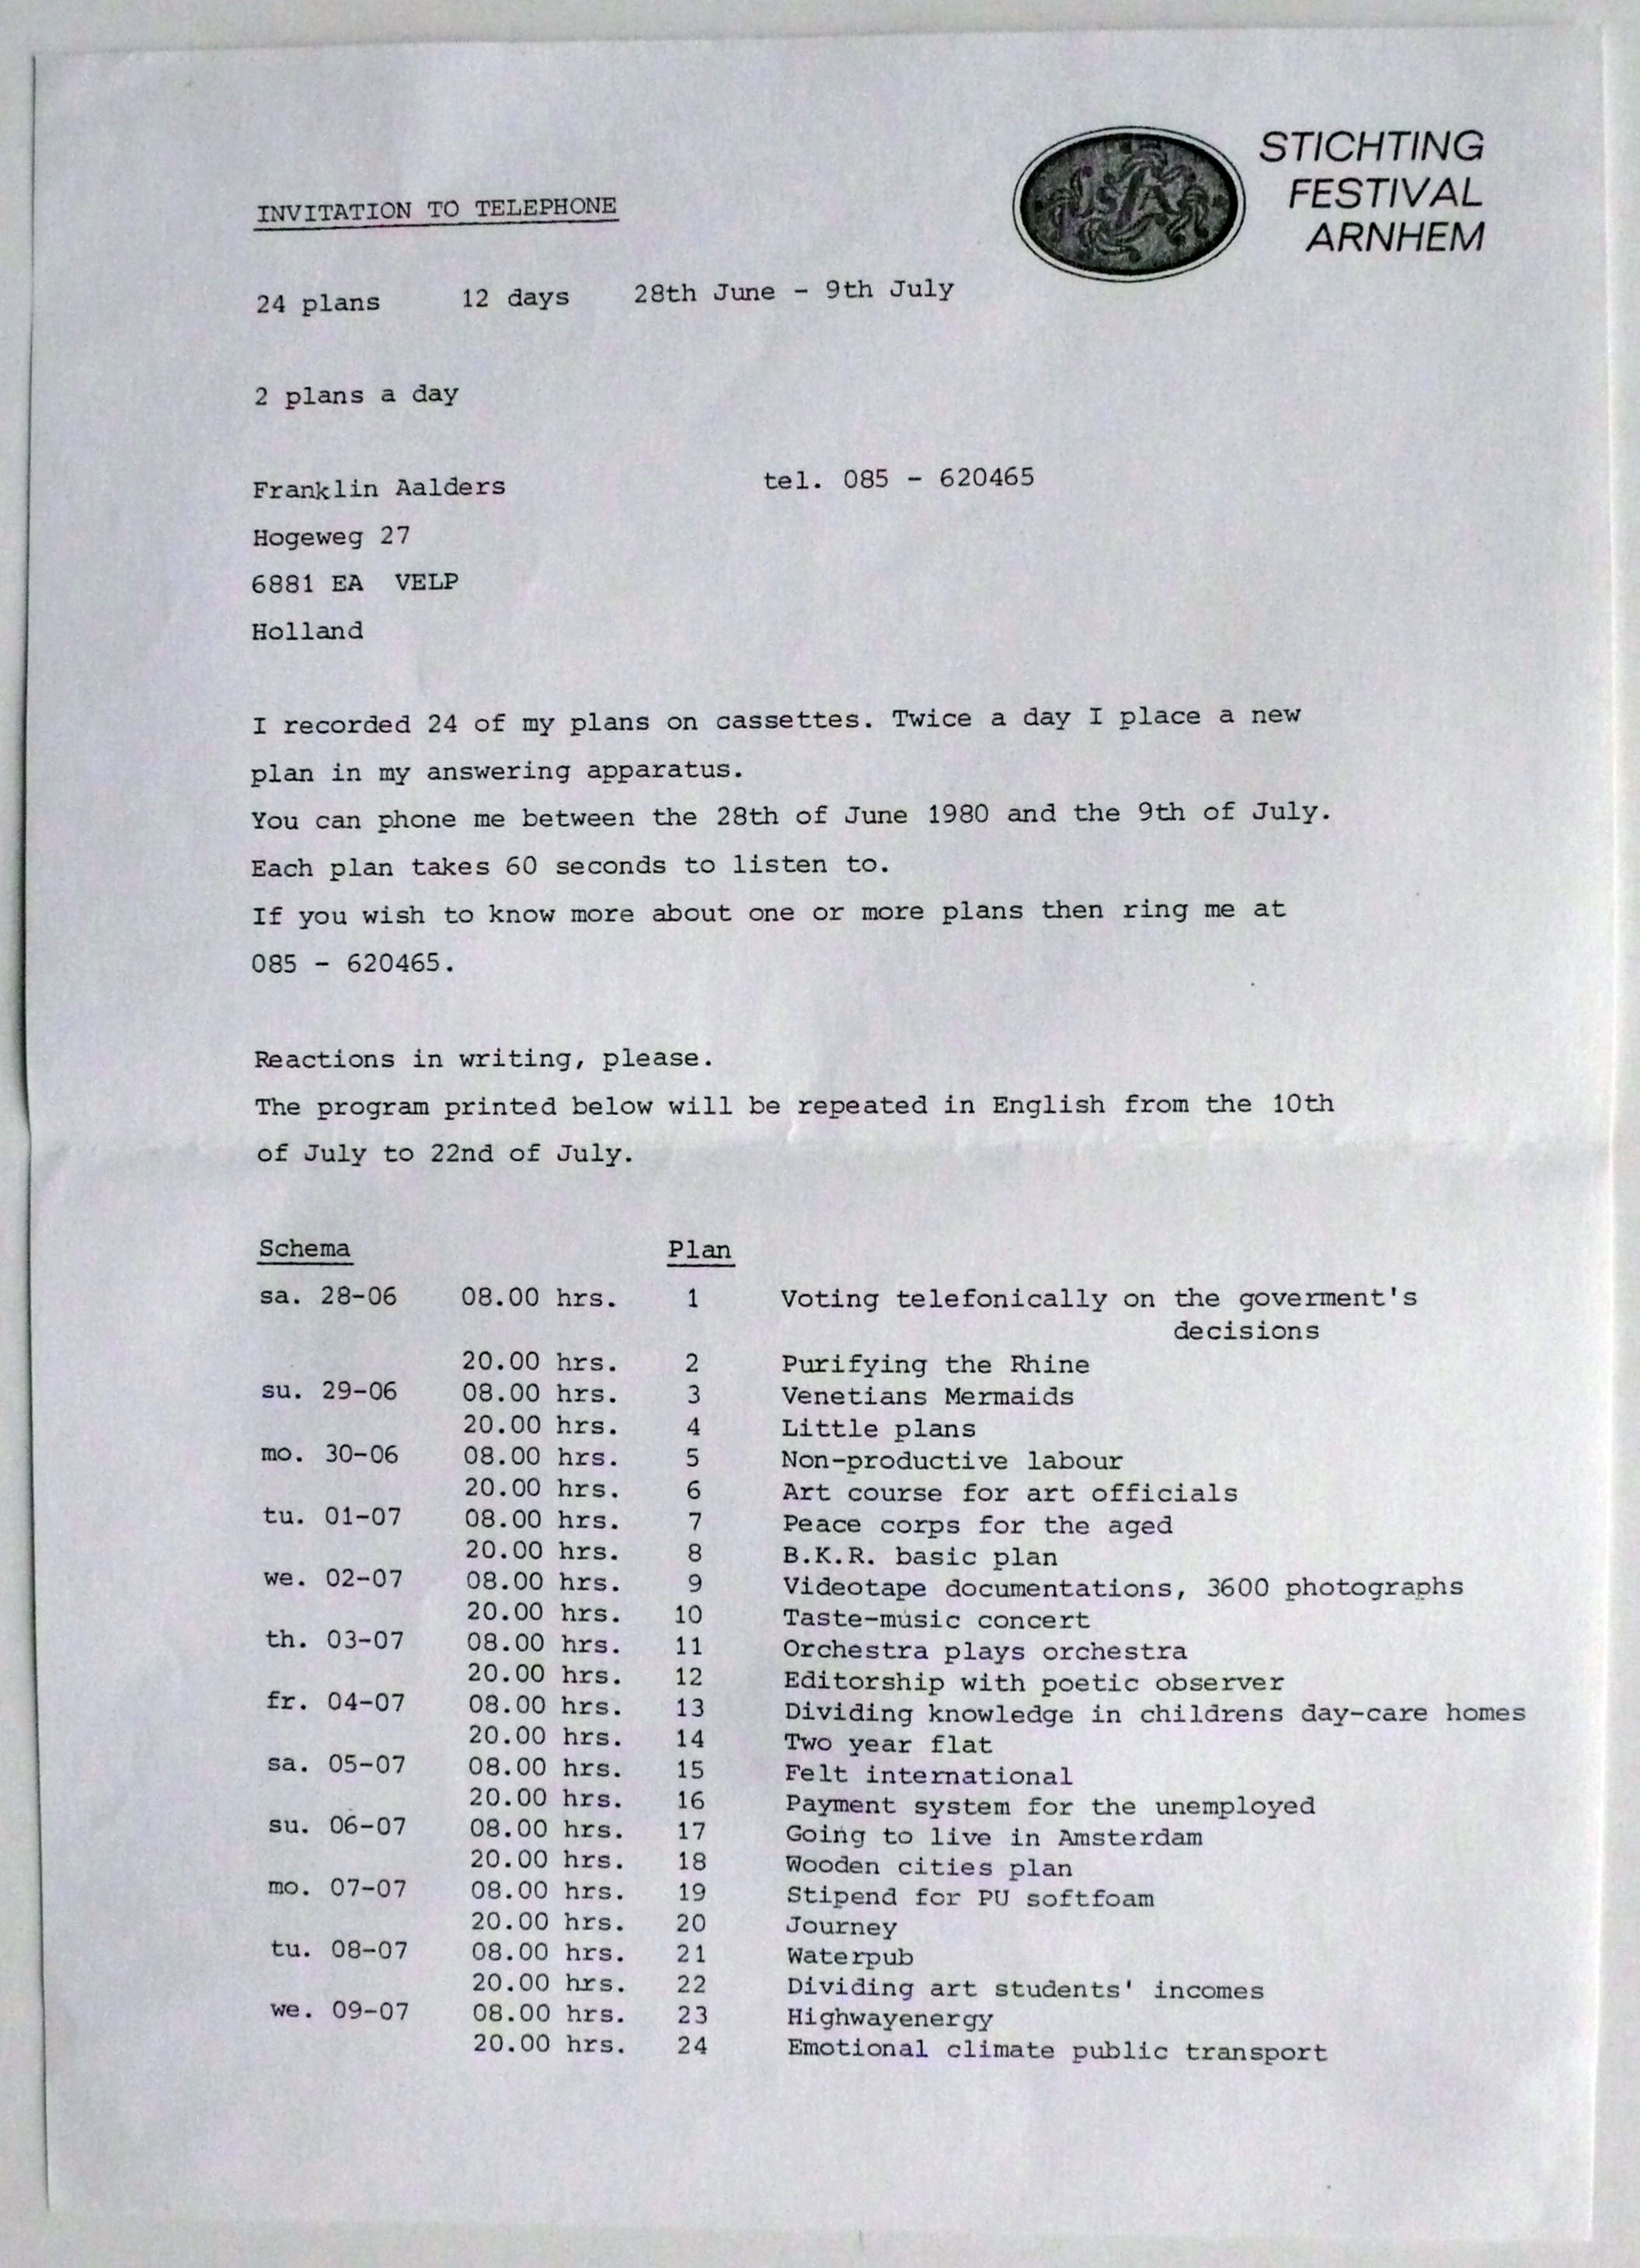 STICHTING
FESTIVAL
ARNHEM
INVITATION TO TELEPHONE
24 plans 12 days 28th June - 9th July
2 plans a day
Franklin Aalders tel. 085 - 620465
Hogeweg 27
6881 EA VELP
Holland
I recorded 24 of my plans on cassettes. Twice a day I place a new
plan in my answering apparatus.
You can phone me between the 28th of June 1980 and the 9th of July.
Each plan takes 60 seconds to listen to.
If you wish to know more about one or more plans then ring me at
085 - 620465.
Reactions in writing, please.
The program printed below will be repeated in English from the 10th
of July to 22nd of July.
Schema Plan
sa. 28-06 08.00 hrs. 1 Voting telefonically on the goverment's
decisions
20.00 hrs. 2 Purifying the Rhine
su. 29-06 08.00 hrs. 3 Venetians Mermaids
20.00 hrs. 4 Little plans
mo. 30-06 08.00 hrs. 5 Non-productive labour
20.00 hrs. 6 Art course for art officials
tu. 01-07 08.00 hrs. 7 Peace corps for the aged
20.00 hrs. 8 B.K.R. basic plan
we. 02-07 08.00 hrs. 9 Videotape documentations, 3600 photographs
20.00 hrs. 10 Taste-music concert
th. 03-07 08.00 hrs. 11 Orchestra plays orchestra
20.00 hrs. 12 Editorship with poetic observer
fr. 04-07 08.00 hrs. 13 Dividing knowledge in childrens day-care homes
20.00 hrs. 14 Two year flat
sa. 05-07 08.00 hrs. 15 Felt international
20.00 hrs. 16 Payment system for the unemployed
su. 06-07 08.00 hrs. 17 Going to live in Amsterdam
20.00 hrs. 18 Wooden cities plan
mo. 07-07 08.00 hrs. 19 Stipend for PU softfoam
20.00 hrs. 20 Journey
tu. 08-07 08.00 hrs. 21 Waterpub
20.00 hrs. 22 Dividing art students' incomes
we. 09-07 08.00 hrs. 23 Highwayenergy
20.00 hrs. 24 Emotional climate public transport